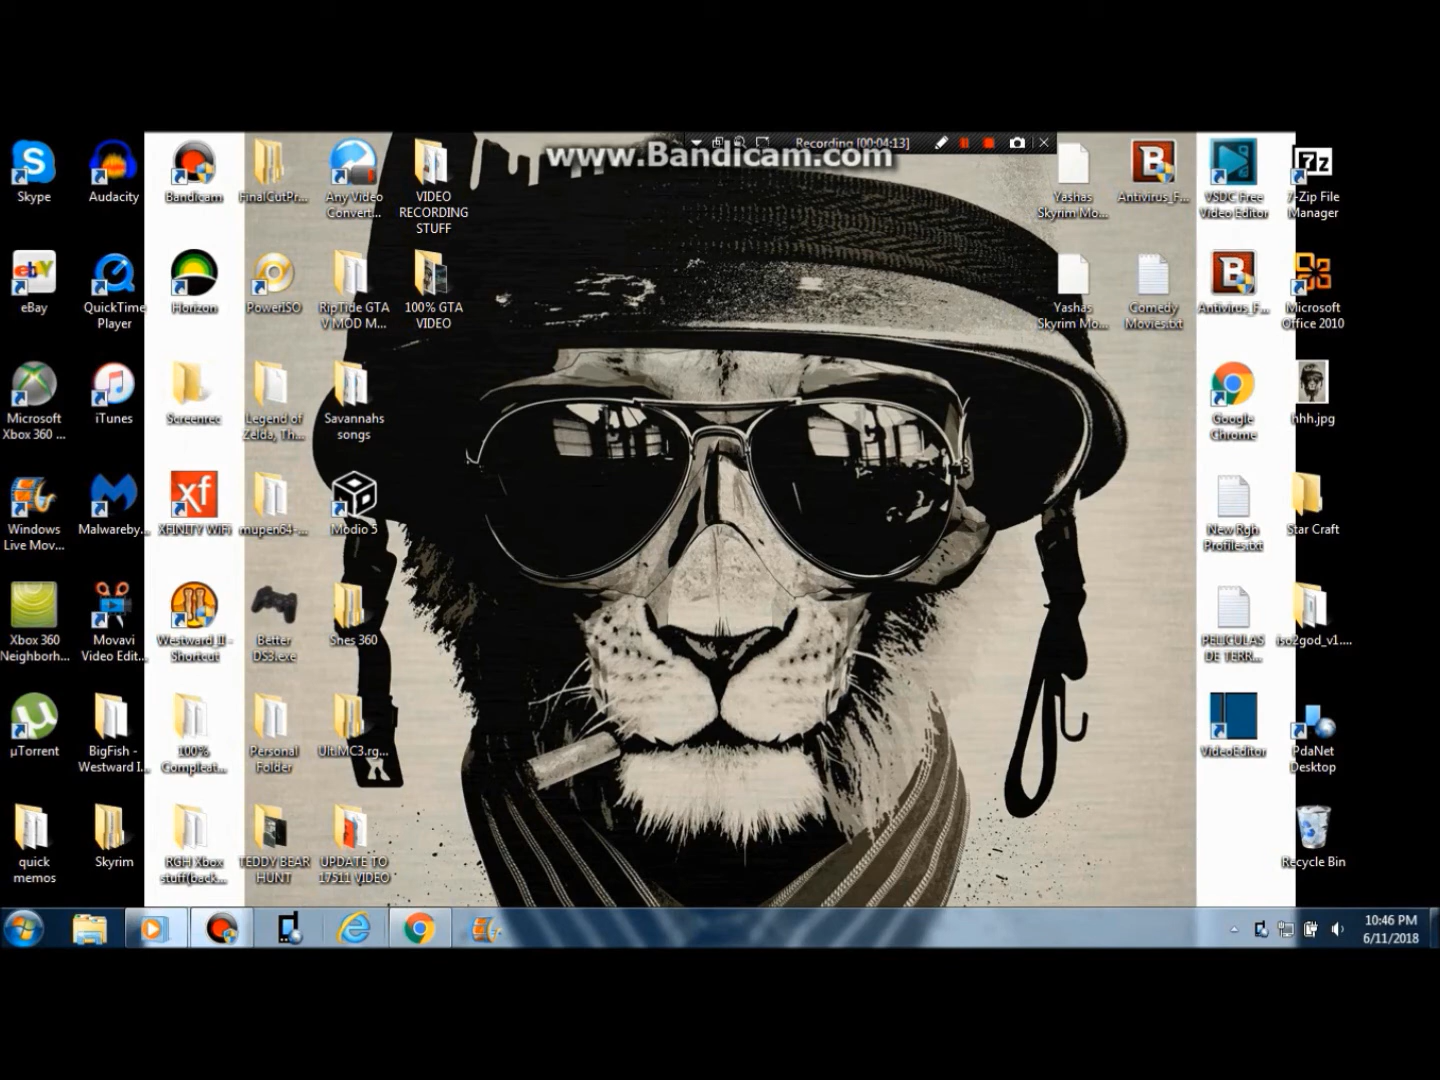 www.Bandicam.com
Recording [00:04:13]
Skype
Audacity
Bandicam
FinalCutPr...
Any Video
Convert...
VIDEO
RECORDING
STUFF
Yashas
Skyrim Mo...
Antivirus_F...
VSDC Free
Video Editor
7-Zip File
Manager
eBay
QuickTime
Player
Horizon
PowerISO
RipTide GTA
V MOD M...
100% GTA
VIDEO
Yashas
Skyrim Mo...
Comedy
Movies.txt
Antivirus_F...
Microsoft
Office 2010
Microsoft
Xbox 360 ...
iTunes
Screenrec
Legend of
Zelda, Th...
Savannahs
songs
Google
Chrome
hhh.jpg
Windows
Live Mov...
Malwareby...
XFINITY WiFi
mupen64-...
Modio 5
New Rgh
Profiles.txt
Star Craft
Xbox 360
Neighborh...
Movavi
Video Edit...
Westward II -
Shortcut
Better
DS3.exe
Snes 360
PELICULAS
DE TERR...
iso2god_v1....
µTorrent
BigFish -
Westward I...
100%
Compleat...
Personal
Folder
UltiMC3.rg...
VideoEditor
PdaNet
Desktop
quick
memos
Skyrim
RGH Xbox
stuff(back...
TEDDY BEAR
HUNT
UPDATE TO
17511 VIDEO
Recycle Bin
10:46 PM
6/11/2018